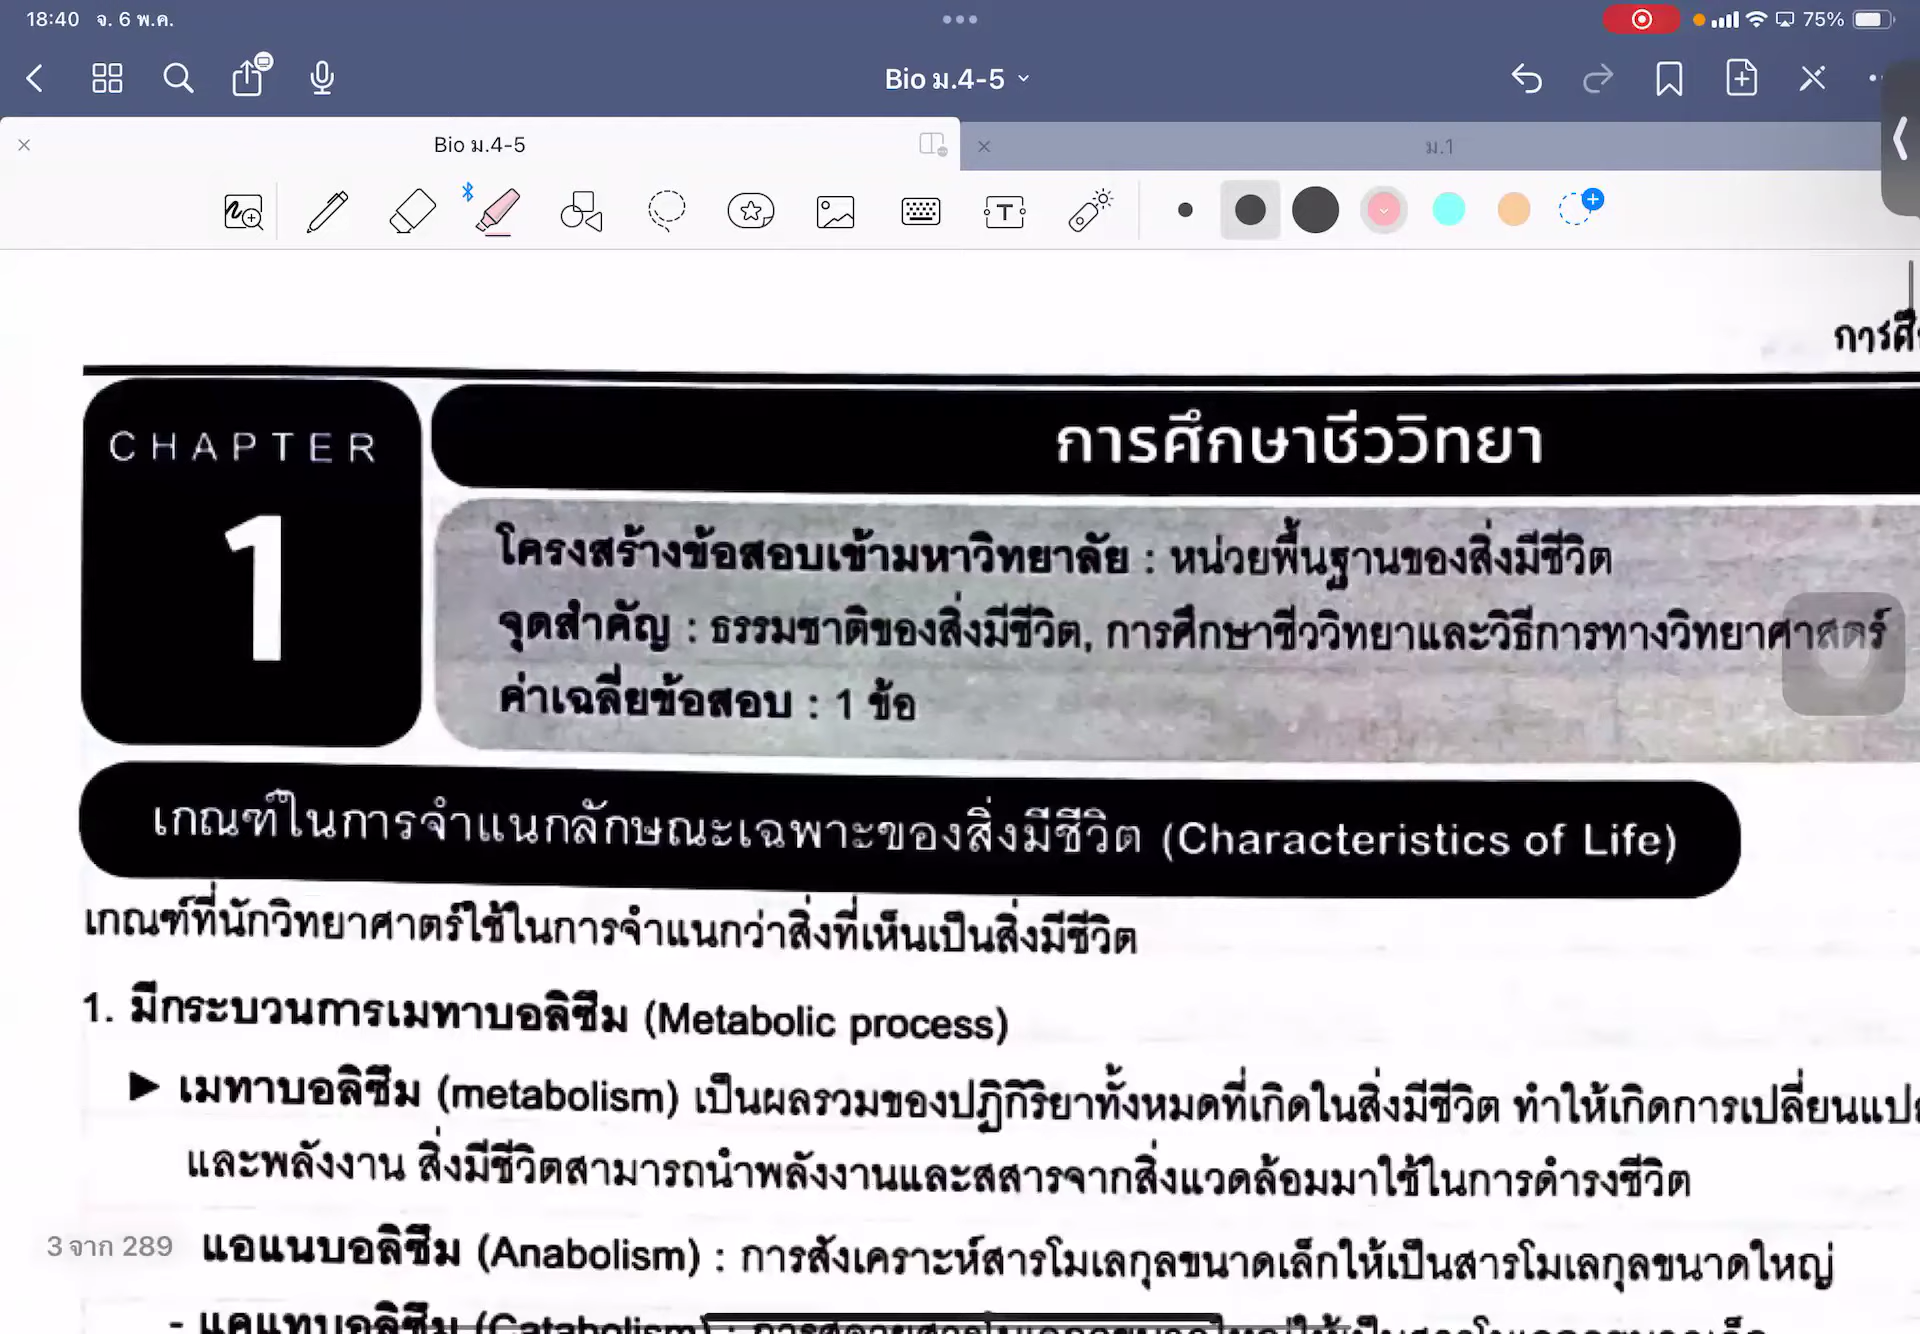 18:40 จ. 6 พ.ค.
75%
Bio ม.4-5
Bio ม.4-5
ม.1
CHAPTER
1
การศึกษาชีววิทยา
โครงสร้างข้อสอบเข้ามหาวิทยาลัย : หน่วยพื้นฐานของสิ่งมีชีวิต
จุดสำคัญ : ธรรมชาติของสิ่งมีชีวิต, การศึกษาชีววิทยาและวิธีการทางวิทยาศาสตร์
ค่าเฉลี่ยข้อสอบ : 1 ข้อ
เกณฑ์ในการจำแนกลักษณะเฉพาะของสิ่งมีชีวิต (Characteristics of Life)
เกณฑ์ที่นักวิทยาศาตร์ใช้ในการจำแนกว่าสิ่งที่เห็นเป็นสิ่งมีชีวิต
1. มีกระบวนการเมทาบอลิซึม (Metabolic process)
▶ เมทาบอลิซึม (metabolism) เป็นผลรวมของปฏิกิริยาทั้งหมดที่เกิดในสิ่งมีชีวิต ทำให้เกิดการเปลี่ยนแป
และพลังงาน สิ่งมีชีวิตสามารถนำพลังงานและสสารจากสิ่งแวดล้อมมาใช้ในการดำรงชีวิต
แอแนบอลิซึม (Anabolism) : การสังเคราะห์สารโมเลกุลขนาดเล็กให้เป็นสารโมเลกุลขนาดใหญ่
3 จาก 289
- แคแทบอลิซึม (Catabolism) :